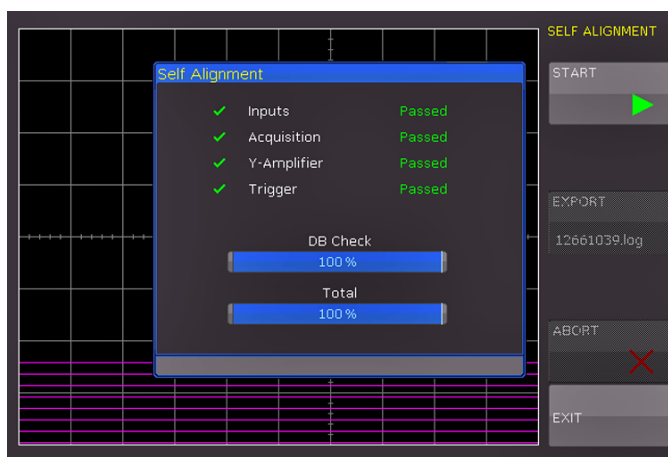 SELF ALIGNMENT
Self Alignment
START
Inputs Passed
Acquisition Passed
Y-Amplifier Passed
Trigger Passed
EXPORT
12661039.log
DB Check
100 %
Total
100 %
ABORT
EXIT